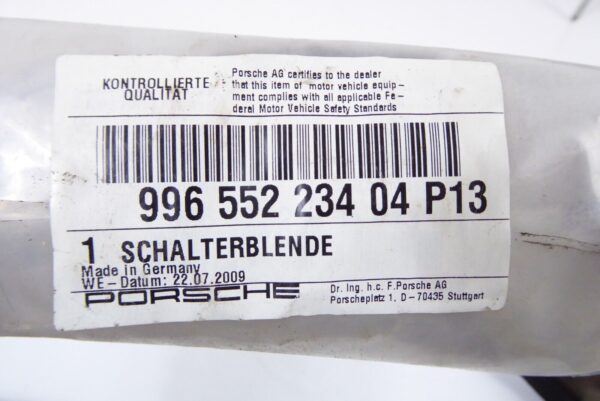 KONTROLLIERTE
QUALITÄT
Porsche AG certifies to the dealer
that this item of motor vehicle equip-
ment complies with all applicable Fe-
deral Motor Vehicle Safety Standards
996 552 234 04 P13
1 SCHALTERBLENDE
Made in Germany
WE-Datum: 22.07.2009
PORSCHE
Dr. Ing. h.c. F.Porsche AG
Porscheplatz 1, D-70435 Stuttgart